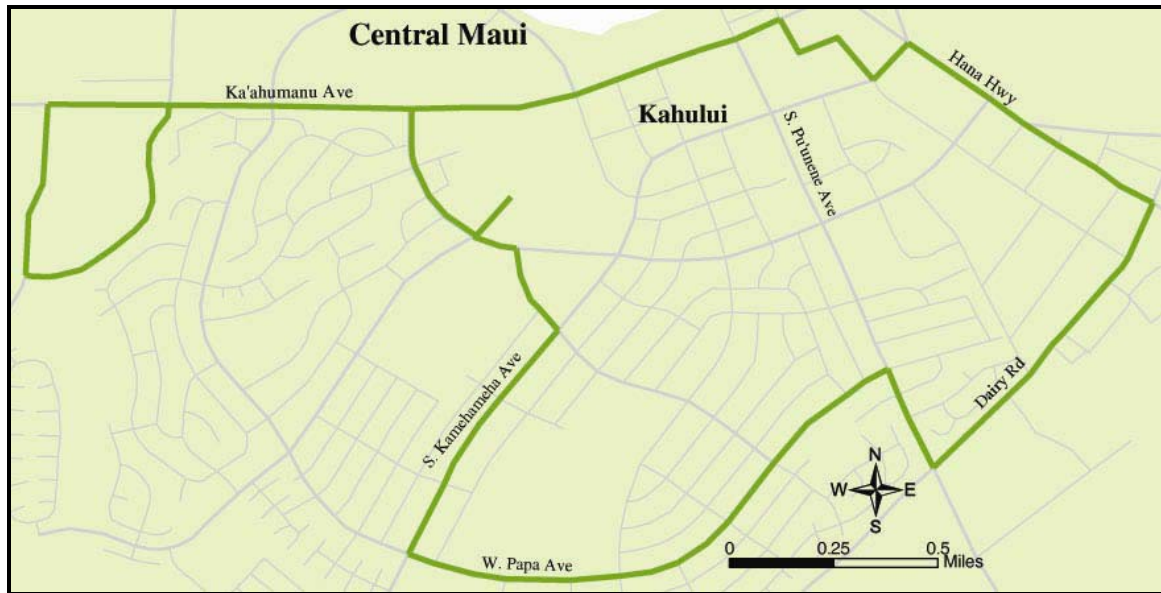 Central Maui
Ka'ahumanu Ave
Kahului
Hana Hwy
S. Pu'unene Ave
S. Kamehameha Ave
Dairy Rd
W. Papa Ave
N
W E
S
0 0.25 0.5
Miles